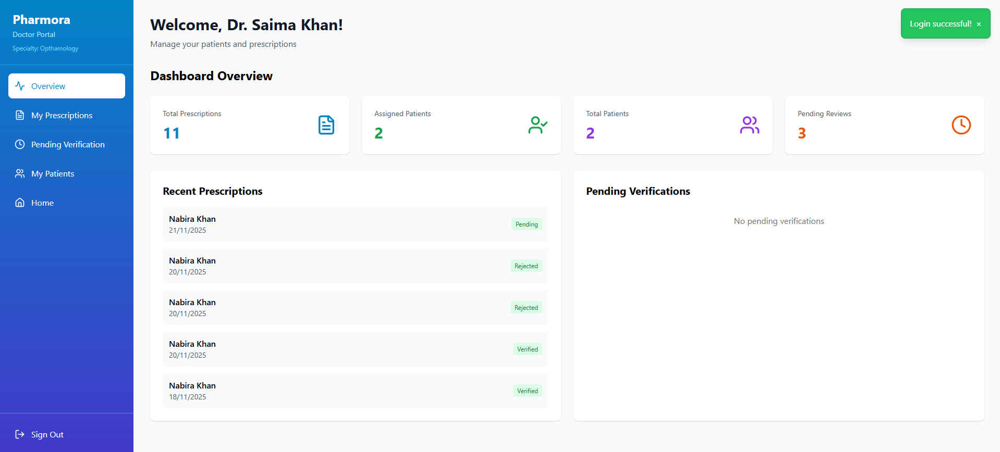 Pharmora
Doctor Portal
Specialty: Opthamology
Overview
My Prescriptions
Pending Verification
My Patients
Home
Sign Out
Welcome, Dr. Saima Khan!
Manage your patients and prescriptions
Login successful! ×
Dashboard Overview
Total Prescriptions
11
Assigned Patients
2
Total Patients
2
Pending Reviews
3
Recent Prescriptions
Nabira Khan
21/11/2025
Pending
Nabira Khan
20/11/2025
Rejected
Nabira Khan
20/11/2025
Rejected
Nabira Khan
20/11/2025
Verified
Nabira Khan
18/11/2025
Verified
Pending Verifications
No pending verifications